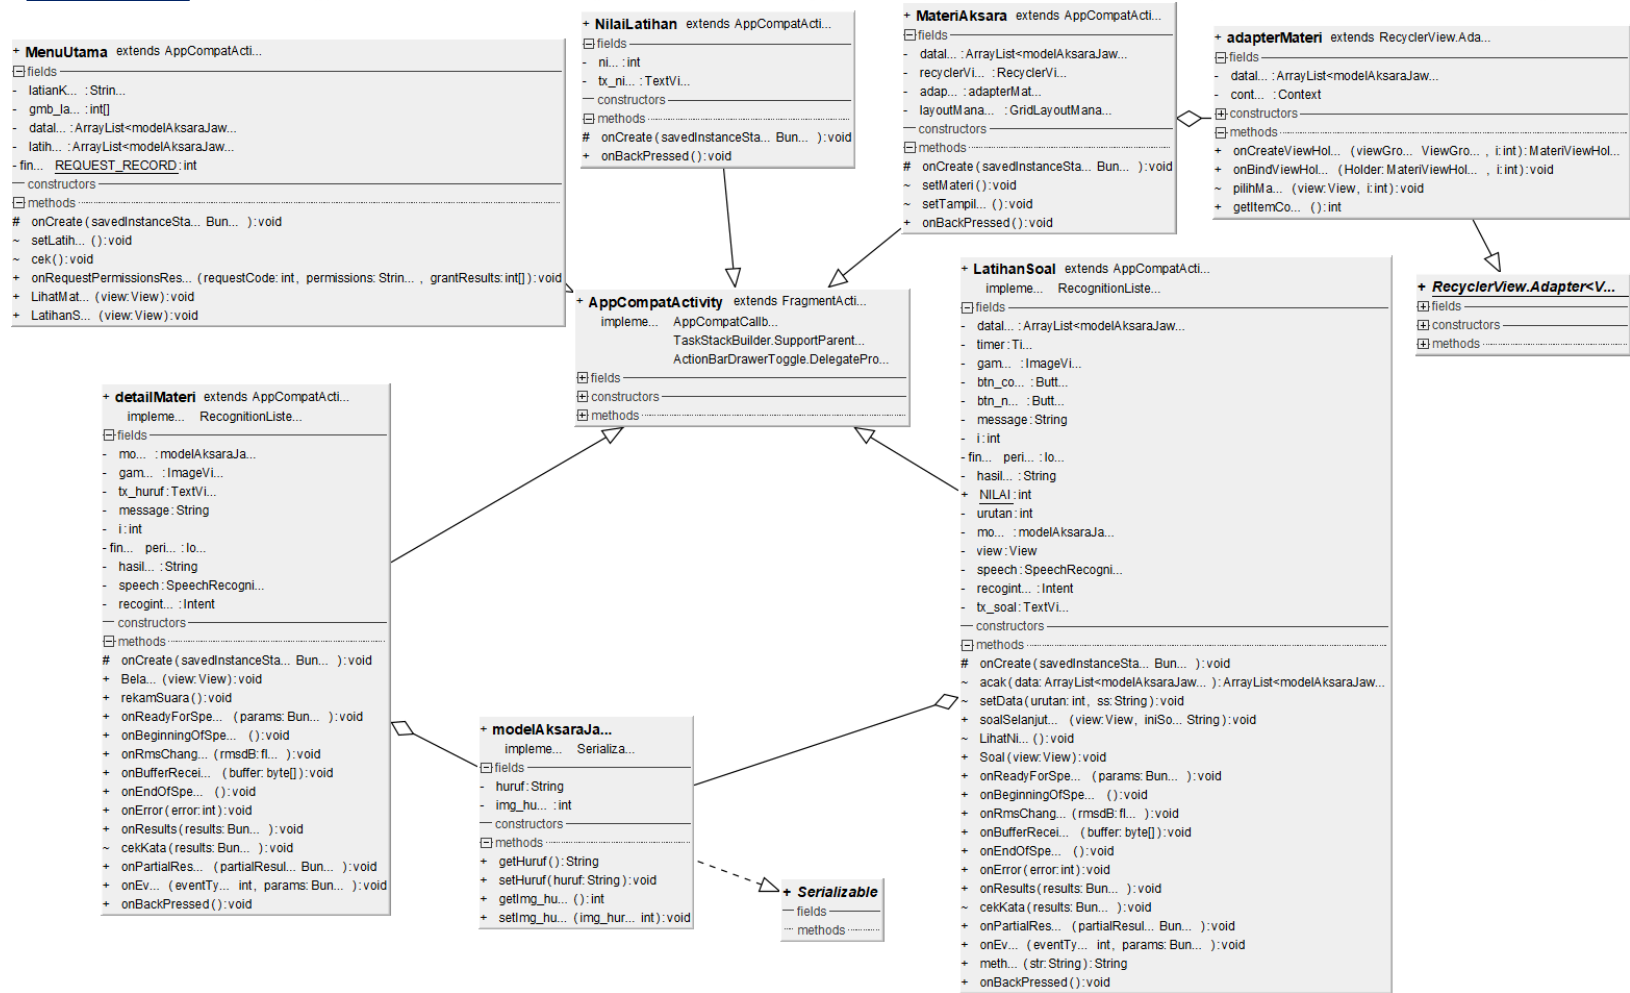 + MenuUtama extends AppCompatActi...
fields
- latianK... : Strin...
- gmb_la... : int[]
- datal... : ArrayList<modelAksaraJaw...
- latih... : ArrayList<modelAksaraJaw...
- fin... REQUEST_RECORD : int
constructors
methods
# onCreate ( savedInstanceSta... Bun... ) : void
~ setLatih... () : void
~ cek () : void
+ onRequestPermissionsRes... ( requestCode: int, permissions: Strin... , grantResults: int[] ) : void
+ LihatMat... ( view: View ) : void
+ LatihanS... ( view: View ) : void
+ NilaiLatihan extends AppCompatActi...
fields
- ni... : int
- tx_ni... : TextVi...
constructors
methods
# onCreate ( savedInstanceSta... Bun... ) : void
+ onBackPressed () : void
+ MateriAksara extends AppCompatActi...
fields
- datal... : ArrayList<modelAksaraJaw...
- recyclerVi... : RecyclerVi...
- adap... : adapterMat...
- layoutMana... : GridLayoutMana...
constructors
methods
# onCreate ( savedInstanceSta... Bun... ) : void
~ setMateri () : void
~ setTampil... () : void
+ onBackPressed () : void
+ adapterMateri extends RecyclerView.Ada...
fields
- datal... : ArrayList<modelAksaraJaw...
- cont... : Context
constructors
methods
+ onCreateViewHol... ( viewGro... ViewGro... , i: int ) : MateriViewHol...
+ onBindViewHol... ( Holder: MateriViewHol... , i: int ) : void
~ pilihMa... ( view: View, i: int ) : void
+ getItemCo... () : int
+ RecyclerView.Adapter<V...
fields
constructors
methods
+ AppCompatActivity extends FragmentActi...
impleme... AppCompatCallb...
TaskStackBuilder.SupportParent...
ActionBarDrawerToggle.DelegatePro...
fields
constructors
methods
+ LatihanSoal extends AppCompatActi...
impleme... RecognitionListe...
fields
- datal... : ArrayList<modelAksaraJaw...
- timer : Ti...
- gam... : ImageVi...
- btn_co... : Butt...
- btn_n... : Butt...
- message : String
- i : int
- fin... peri... : lo...
- hasil... : String
+ NILAI : int
- urutan : int
- mo... : modelAksaraJa...
- view : View
- speech : SpeechRecogni...
- recogint... : Intent
- tx_soal : TextVi...
constructors
methods
# onCreate ( savedInstanceSta... Bun... ) : void
~ acak ( data: ArrayList<modelAksaraJaw... ) : ArrayList<modelAksaraJaw...
~ setData ( urutan: int, ss: String ) : void
+ soalSelanjut... ( view: View, iniSo... String ) : void
~ LihatNi... () : void
+ Soal ( view: View ) : void
+ onReadyForSpe... ( params: Bun... ) : void
+ onBeginningOfSpe... () : void
+ onRmsChang... ( rmsdB: fl... ) : void
+ onBufferRecei... ( buffer: byte[] ) : void
+ onEndOfSpe... () : void
+ onError ( error: int ) : void
+ onResults ( results: Bun... ) : void
~ cekKata ( results: Bun... ) : void
+ onPartialRes... ( partialResul... Bun... ) : void
+ onEv... ( eventTy... int, params: Bun... ) : void
+ meth... ( str: String ) : String
+ onBackPressed () : void
+ detailMateri extends AppCompatActi...
impleme... RecognitionListe...
fields
- mo... : modelAksaraJa...
- gam... : ImageVi...
- tx_huruf : TextVi...
- message : String
- i : int
- fin... peri... : lo...
- hasil... : String
- speech : SpeechRecogni...
- recogint... : Intent
constructors
methods
# onCreate ( savedInstanceSta... Bun... ) : void
+ Bela... ( view: View ) : void
+ rekamSuara () : void
+ onReadyForSpe... ( params: Bun... ) : void
+ onBeginningOfSpe... () : void
+ onRmsChang... ( rmsdB: fl... ) : void
+ onBufferRecei... ( buffer: byte[] ) : void
+ onEndOfSpe... () : void
+ onError ( error: int ) : void
+ onResults ( results: Bun... ) : void
~ cekKata ( results: Bun... ) : void
+ onPartialRes... ( partialResul... Bun... ) : void
+ onEv... ( eventTy... int, params: Bun... ) : void
+ onBackPressed () : void
+ modelAksaraJa...
impleme... Serializa...
fields
- huruf : String
- img_hu... : int
constructors
methods
+ getHuruf () : String
+ setHuruf ( huruf: String ) : void
+ getImg_hu... () : int
+ setImg_hu... ( img_hur... int ) : void
+ Serializable
fields
methods